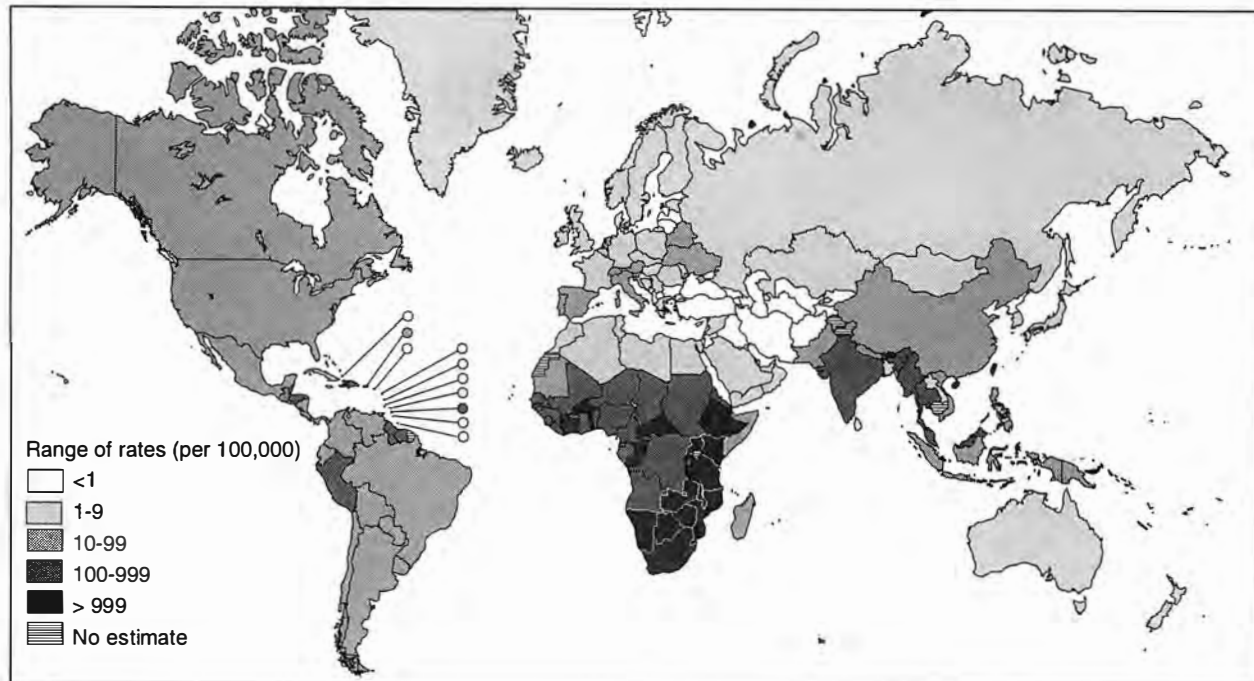 Range of rates (per 100,000)
<1
1-9
10-99
100-999
> 999
No estimate